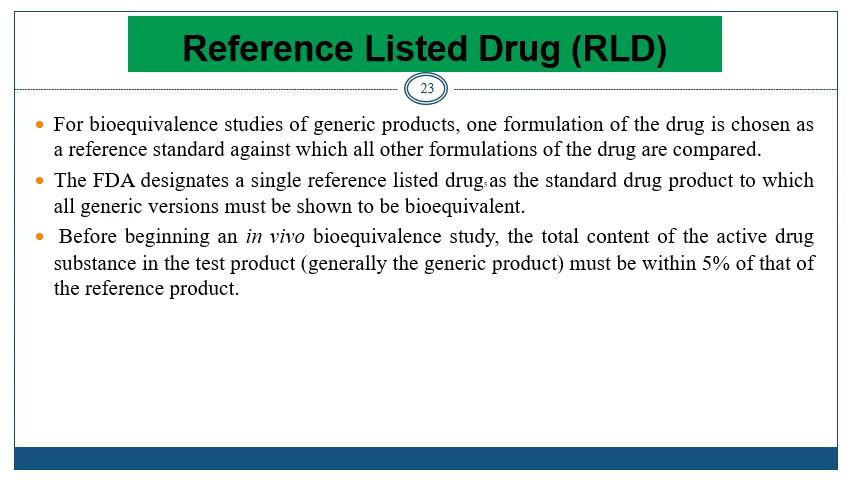 Reference Listed Drug (RLD)
23
• For bioequivalence studies of generic products, one formulation of the drug is chosen as
a reference standard against which all other formulations of the drug are compared.
• The FDA designates a single reference listed drug5 as the standard drug product to which
all generic versions must be shown to be bioequivalent.
• Before beginning an in vivo bioequivalence study, the total content of the active drug
substance in the test product (generally the generic product) must be within 5% of that of
the reference product.